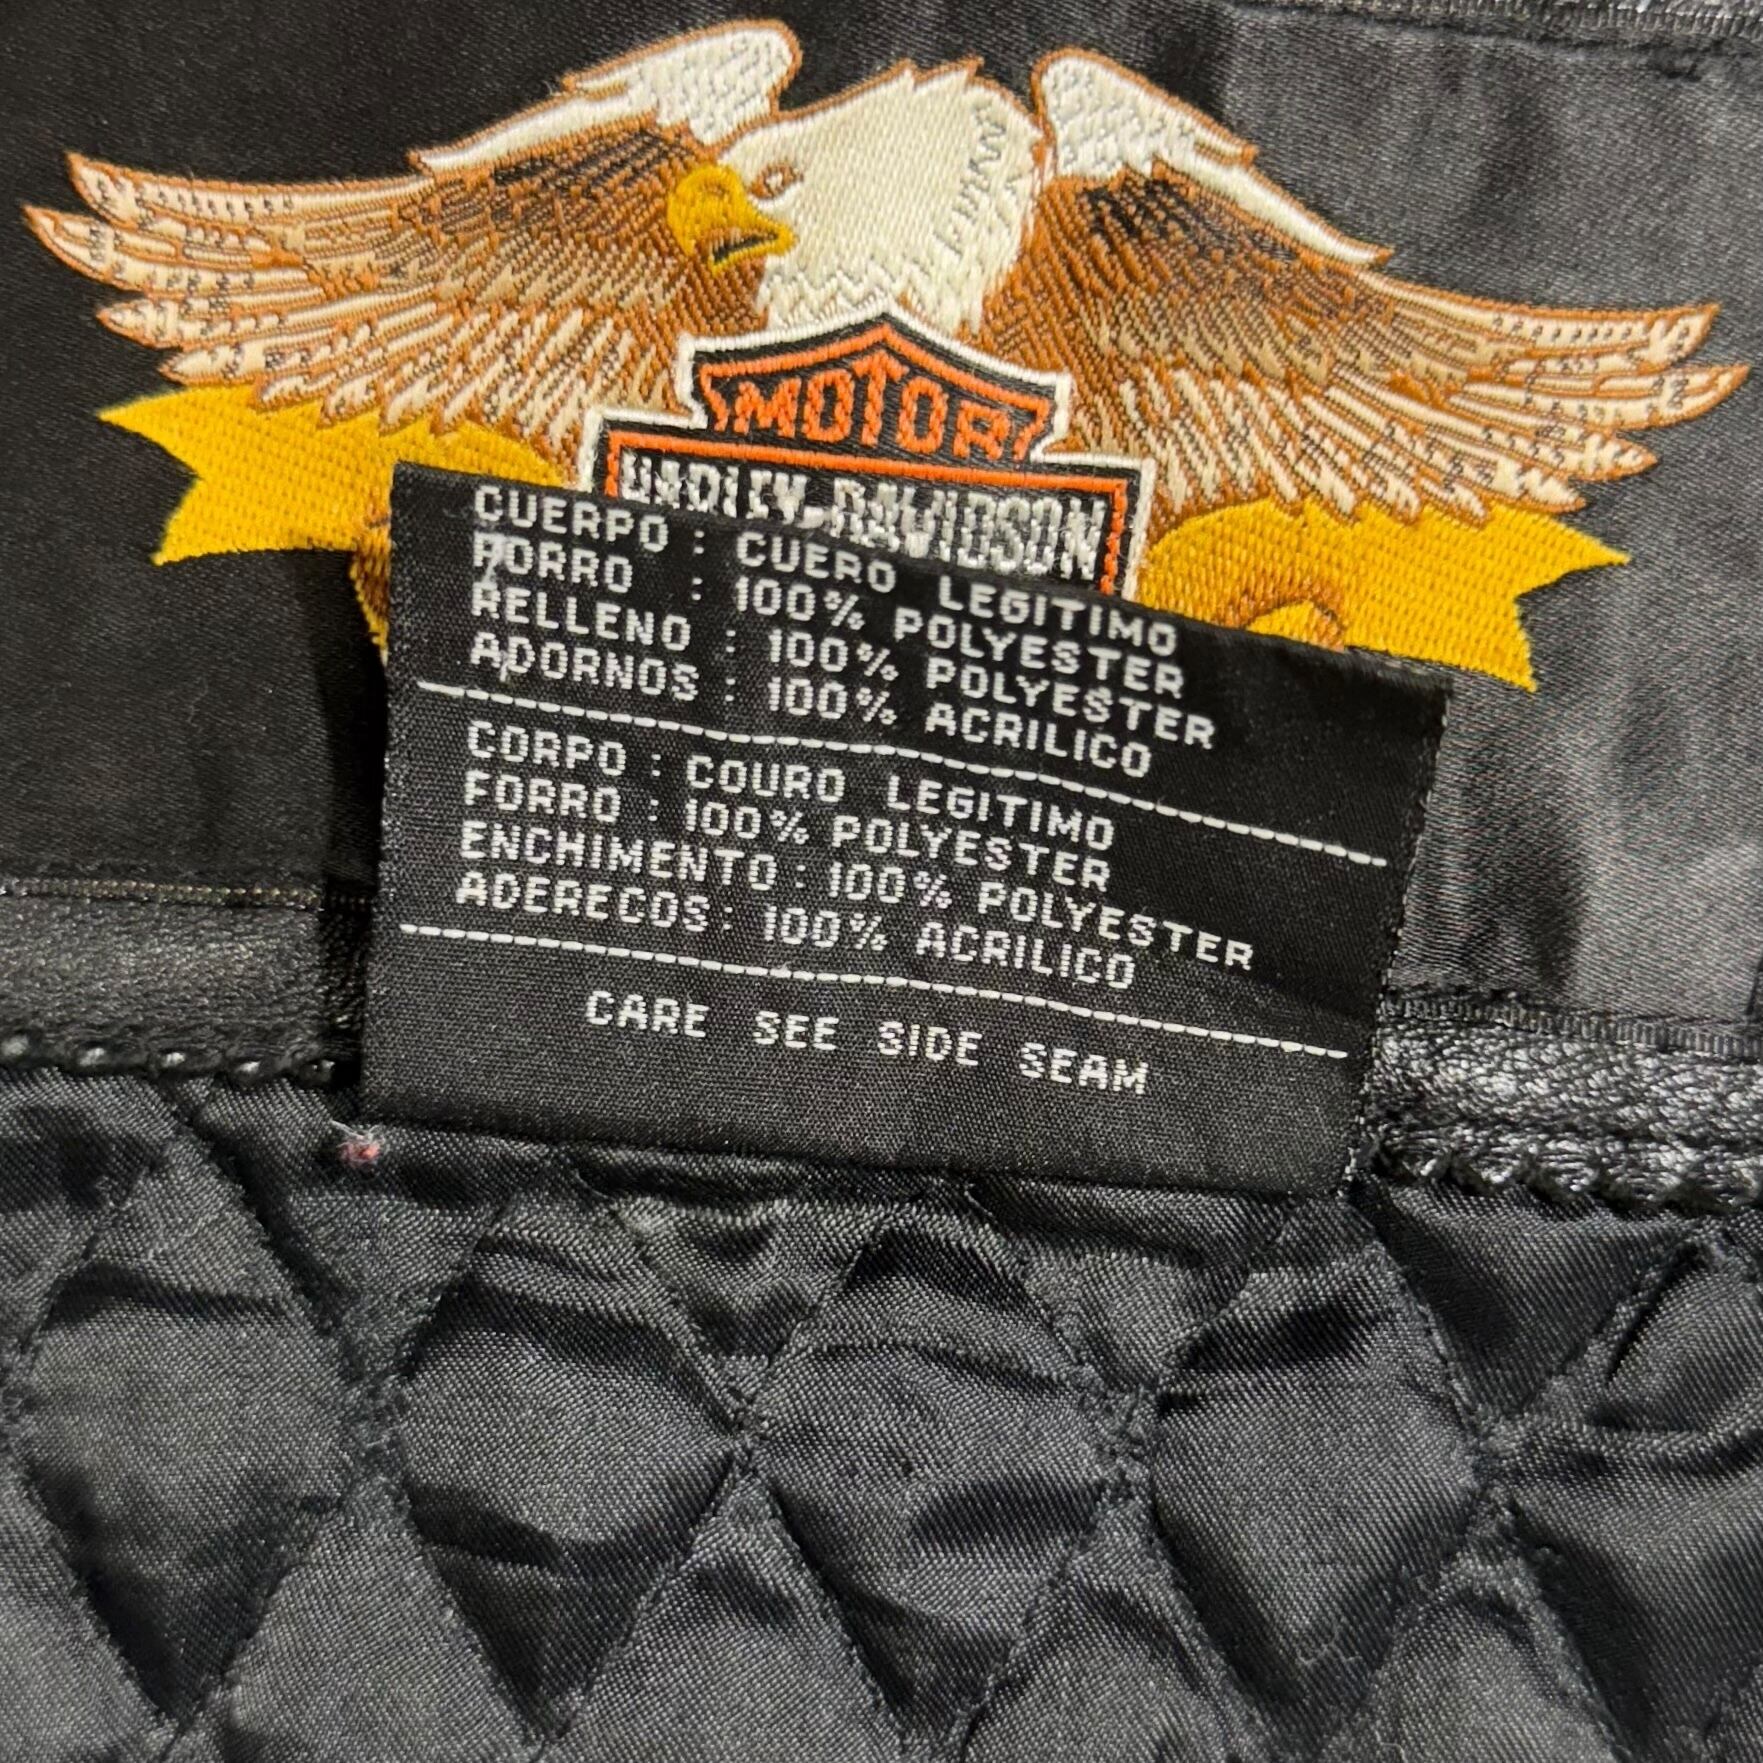 MOTOR
HARLEY-DAVIDSON
CUERPO : CUERO LEGITIMO
FORRO : 100% POLYESTER
RELLENO : 100% POLYESTER
ADORNOS : 100% ACRILICO
CORPO : COURO LEGITIMO
FORRO : 100% POLYESTER
ENCHIMENTO : 100% POLYESTER
ADERECOS : 100% ACRILICO
CARE SEE SIDE SEAM